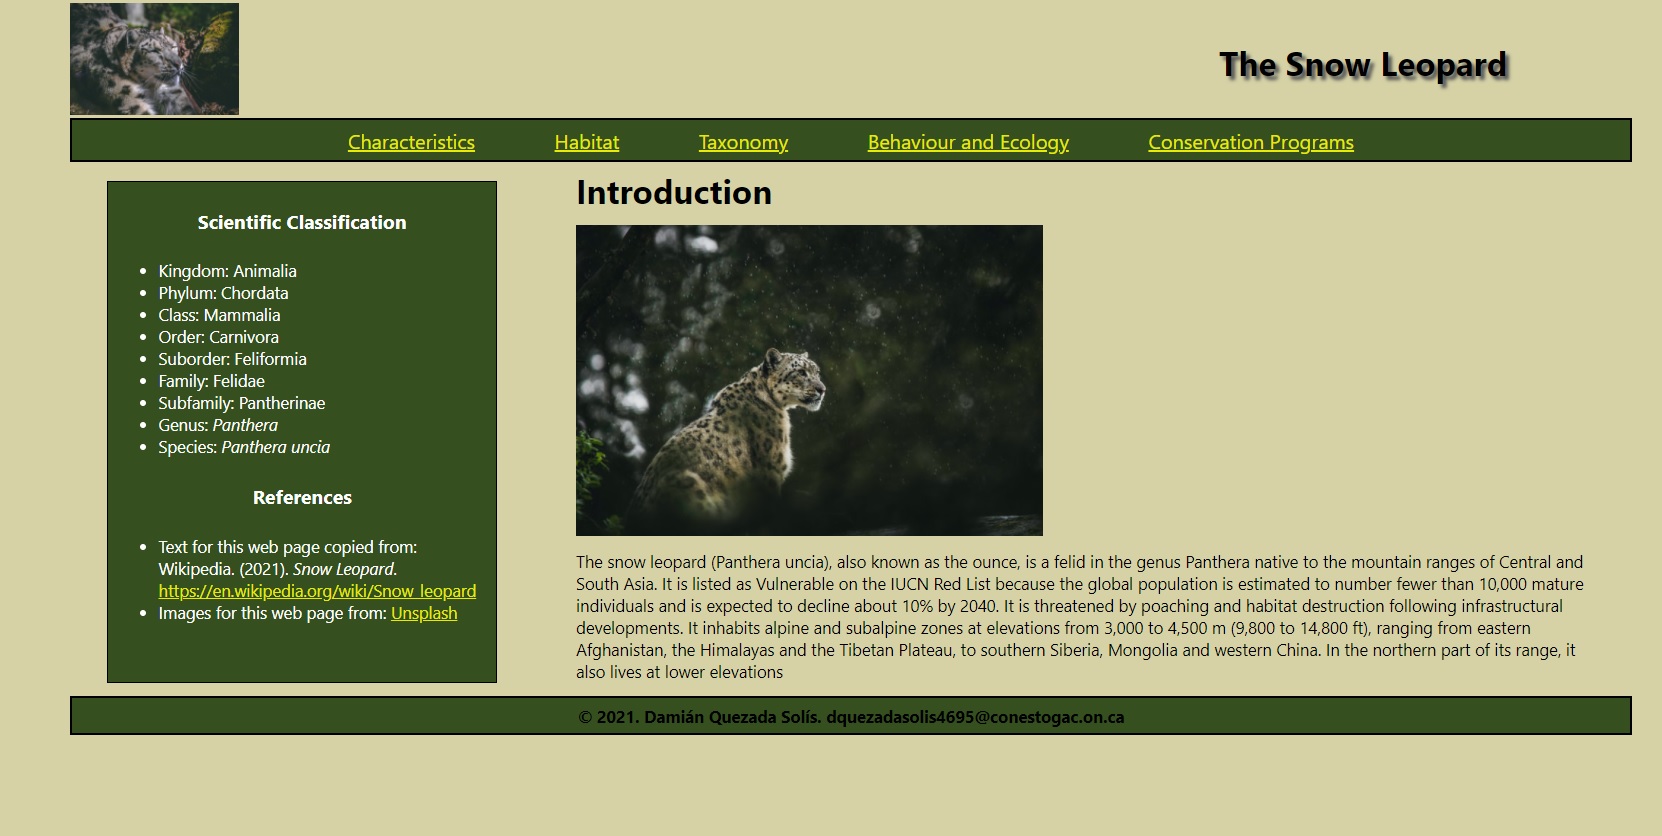 The Snow Leopard
Characteristics Habitat Taxonomy Behaviour and Ecology Conservation Programs
Scientific Classification
• Kingdom: Animalia
• Phylum: Chordata
• Class: Mammalia
• Order: Carnivora
• Suborder: Feliformia
• Family: Felidae
• Subfamily: Pantherinae
• Genus: Panthera
• Species: Panthera uncia
References
• Text for this web page copied from:
Wikipedia. (2021). Snow Leopard.
https://en.wikipedia.org/wiki/Snow_leopard
• Images for this web page from: Unsplash
Introduction
The snow leopard (Panthera uncia), also known as the ounce, is a felid in the genus Panthera native to the mountain ranges of Central and
South Asia. It is listed as Vulnerable on the IUCN Red List because the global population is estimated to number fewer than 10,000 mature
individuals and is expected to decline about 10% by 2040. It is threatened by poaching and habitat destruction following infrastructural
developments. It inhabits alpine and subalpine zones at elevations from 3,000 to 4,500 m (9,800 to 14,800 ft), ranging from eastern
Afghanistan, the Himalayas and the Tibetan Plateau, to southern Siberia, Mongolia and western China. In the northern part of its range, it
also lives at lower elevations
© 2021. Damián Quezada Solís. dquezadasolis4695@conestogac.on.ca